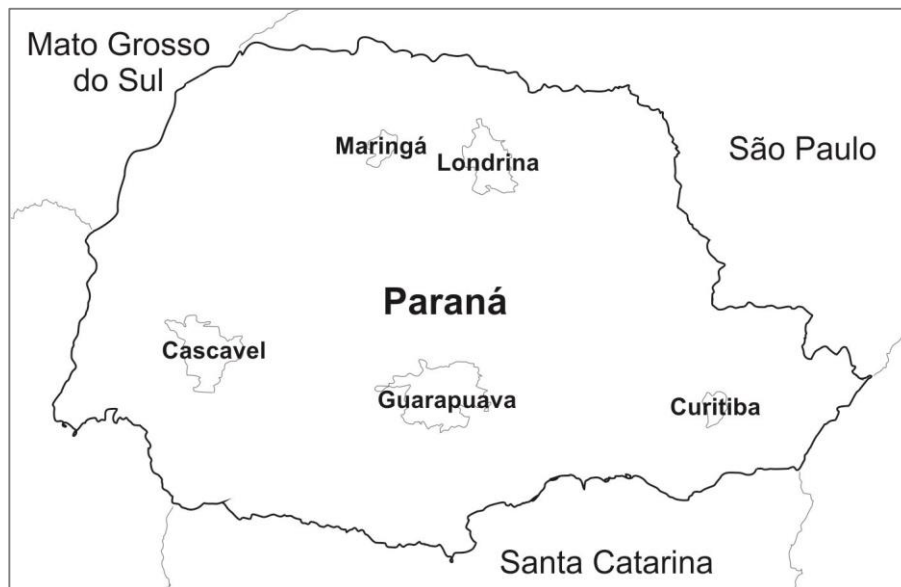 Mato Grosso
do Sul
Maringá
Londrina
São Paulo
Paraná
Cascavel
Guarapuava
Curitiba
Santa Catarina